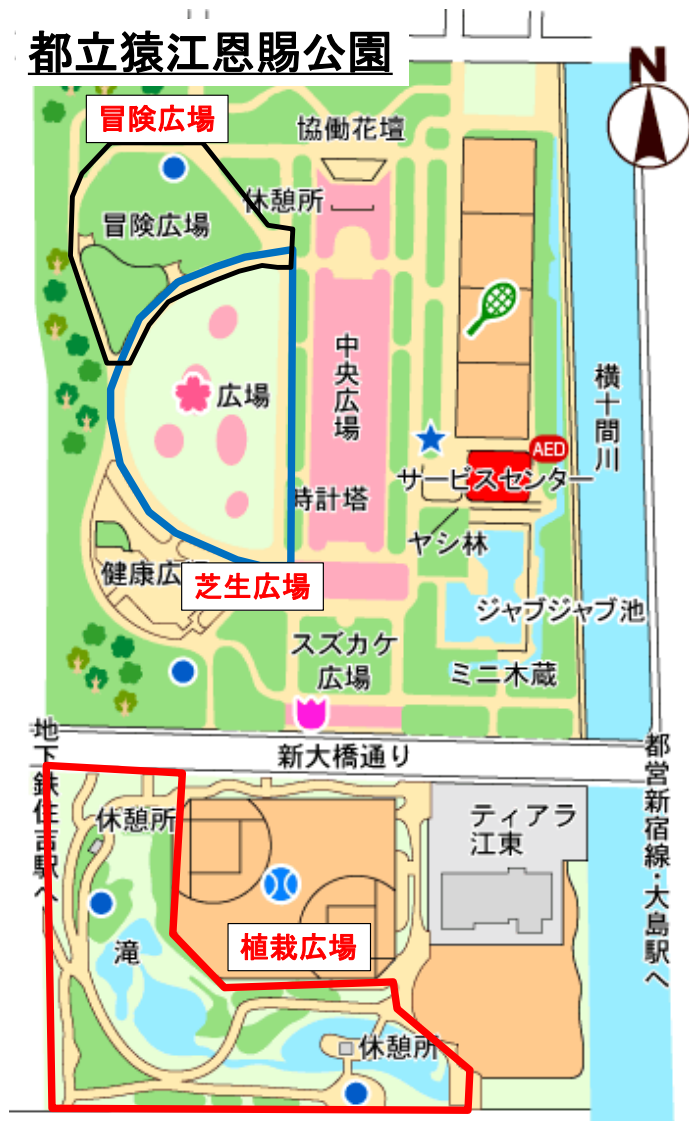 都立猿江恩賜公園
N
冒険広場
協働花壇
休憩所
冒険広場
中央広場
広場
横十間川
AED
サービスセンター
時計塔
ヤシ林
健康広
芝生広場
ジャブジャブ池
スズカケ
広場
ミニ木蔵
新大橋通り
地下鉄住吉駅へ
都営新宿線・大島駅へ
休憩所
ティアラ
江東
滝
植栽広場
休憩所